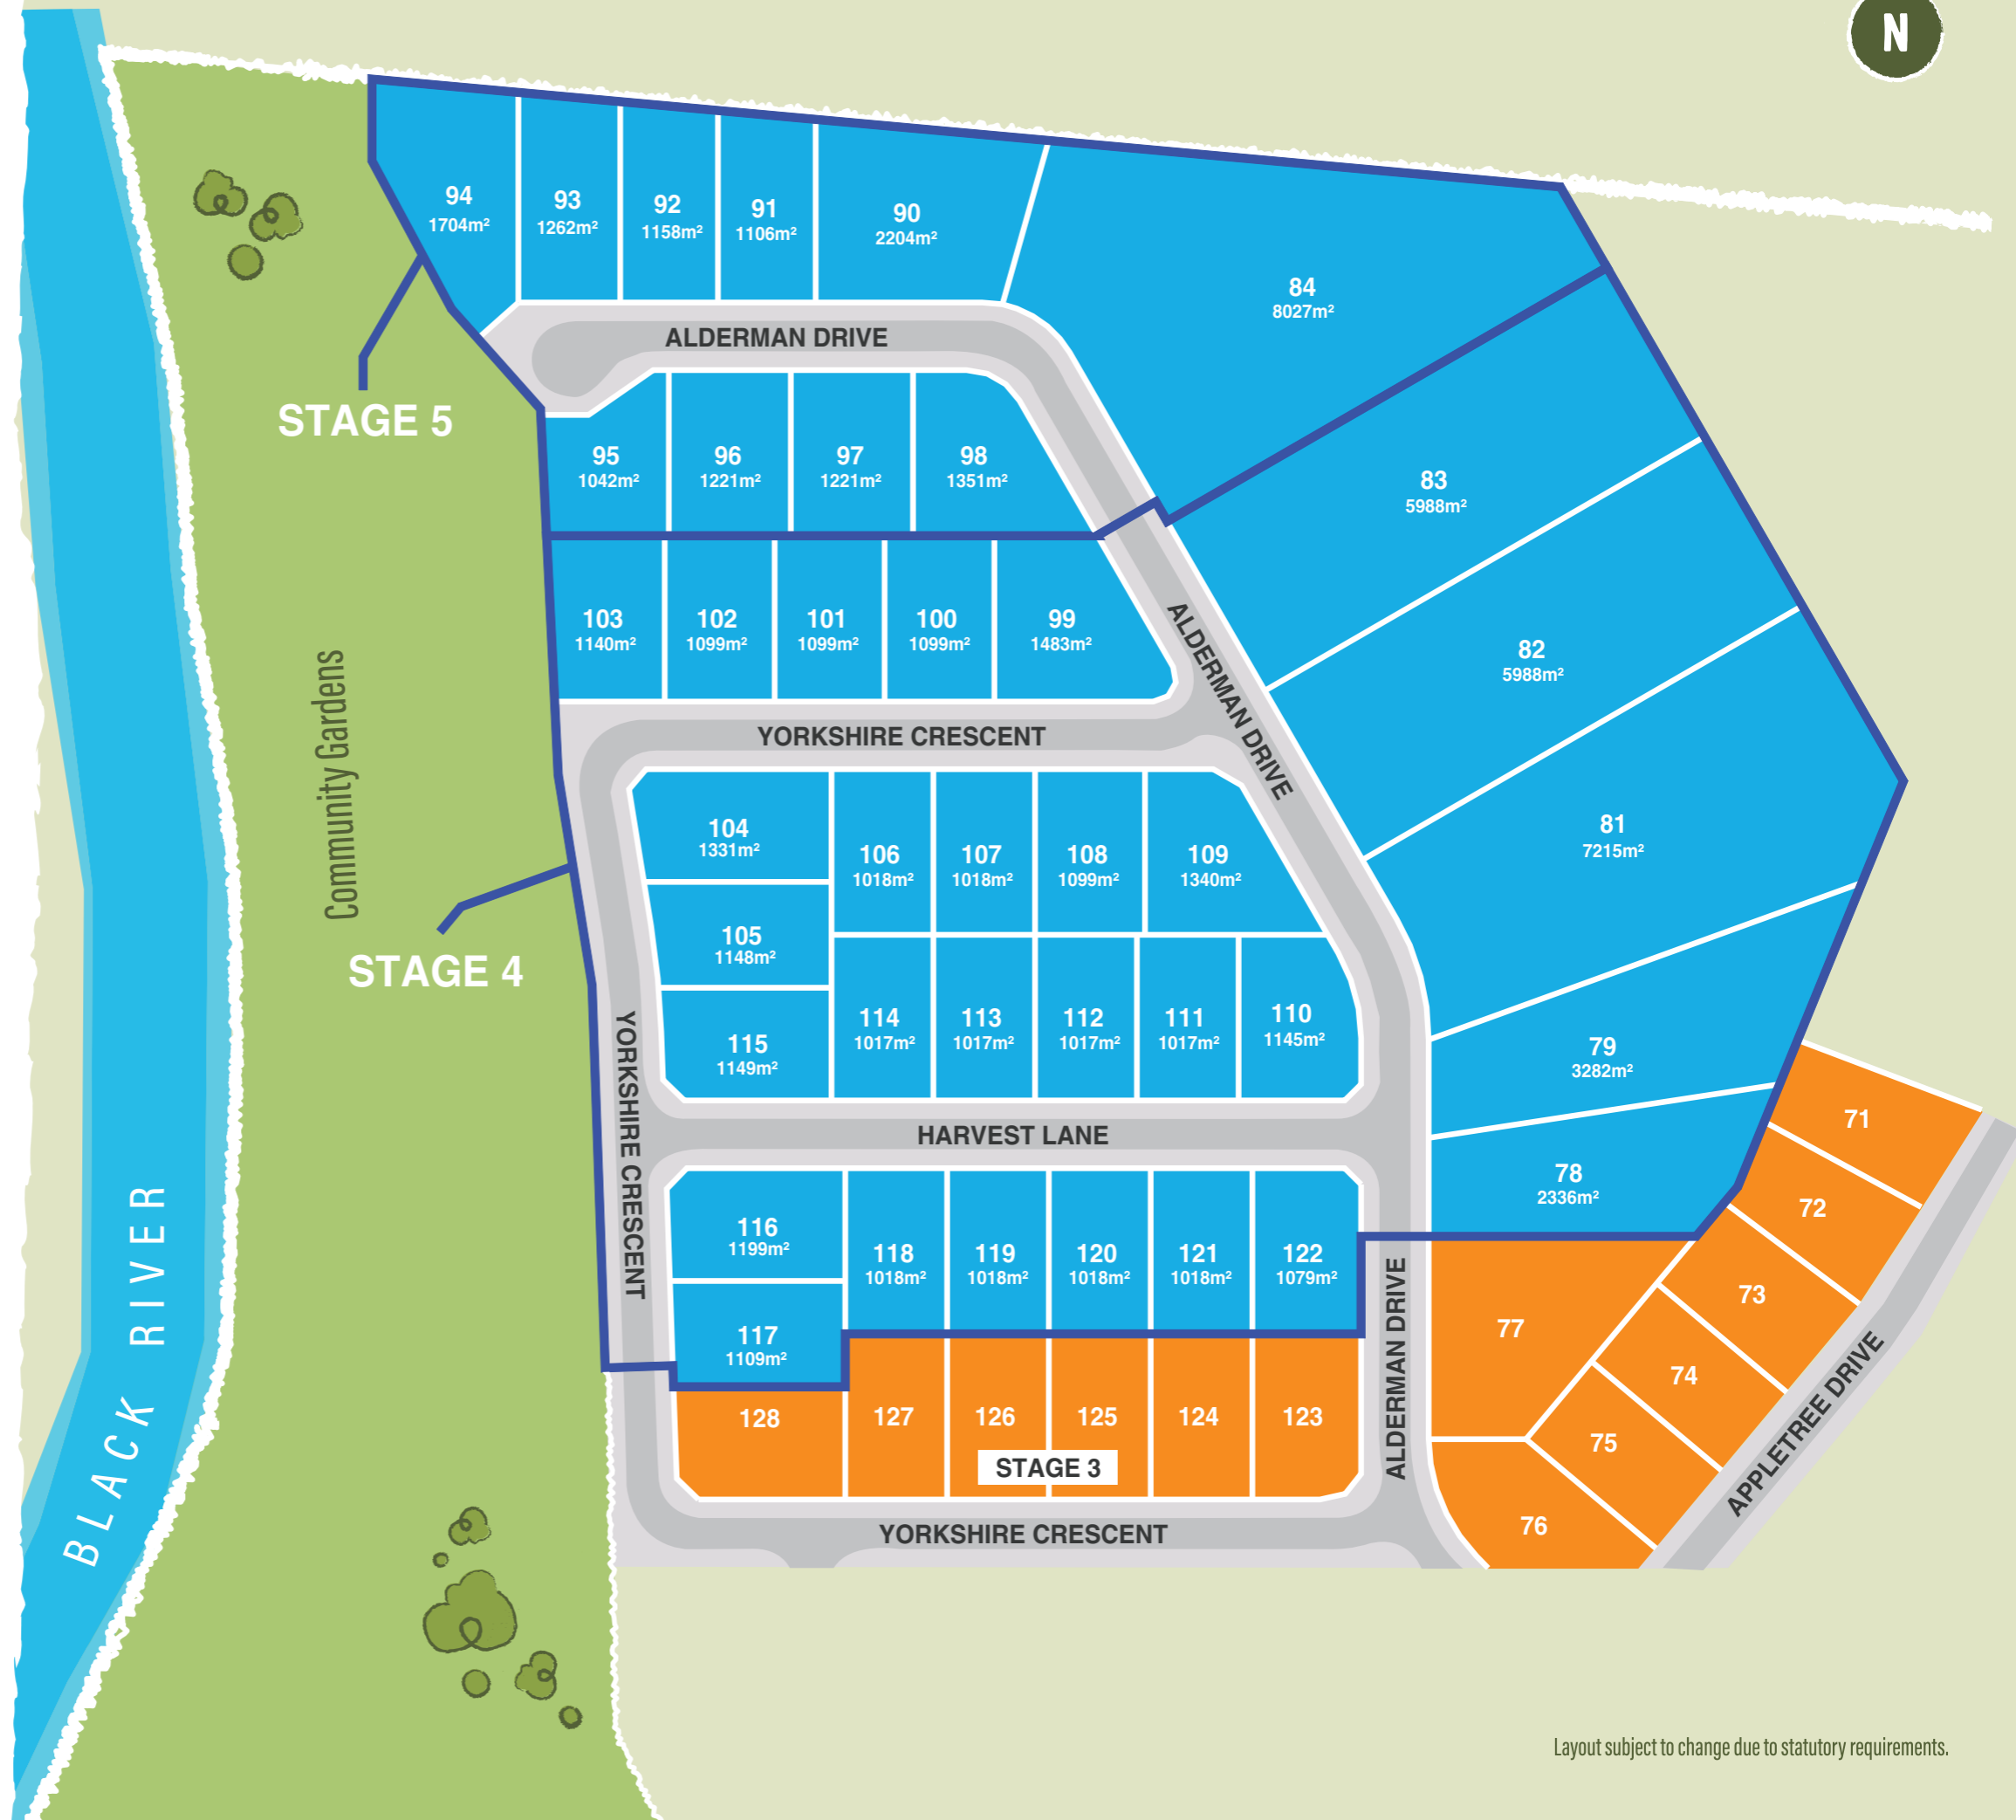 N
94
1704m²
93
1262m²
92
1158m²
91
1106m²
90
2204m²
84
8027m²
ALDERMAN DRIVE
STAGE 5
95
1042m²
96
1221m²
97
1221m²
98
1351m²
83
5988m²
103
1140m²
102
1099m²
101
1099m²
100
1099m²
99
1483m²
ALDERMAN DRIVE
82
5988m²
Community Gardens
YORKSHIRE CRESCENT
104
1331m²
106
1018m²
107
1018m²
108
1099m²
109
1340m²
81
7215m²
105
1148m²
STAGE 4
115
1149m²
114
1017m²
113
1017m²
112
1017m²
111
1017m²
110
1145m²
79
3282m²
YORKSHIRE CRESCENT
HARVEST LANE
71
78
2336m²
72
116
1199m²
118
1018m²
119
1018m²
120
1018m²
121
1018m²
122
1079m²
73
117
1109m²
ALDERMAN DRIVE
77
74
BLACK RIVER
128
127
126
125
124
123
75
APPLETREE DRIVE
STAGE 3
YORKSHIRE CRESCENT
76
Layout subject to change due to statutory requirements.